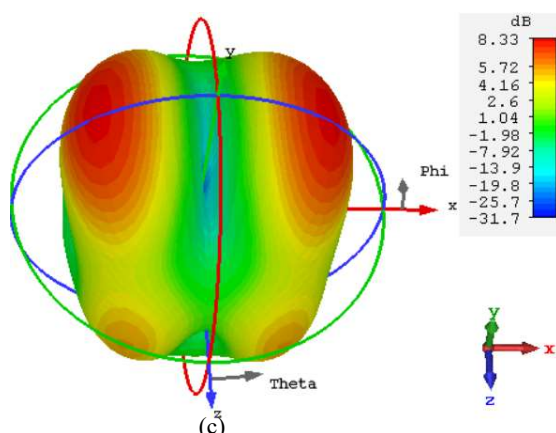 dB
8.33
5.72
4.16
2.6
1.04
-1.98
-7.92
-13.9
-19.8
-25.7
-31.7
y
Phi
x
Theta
z
y
x
z
(c)